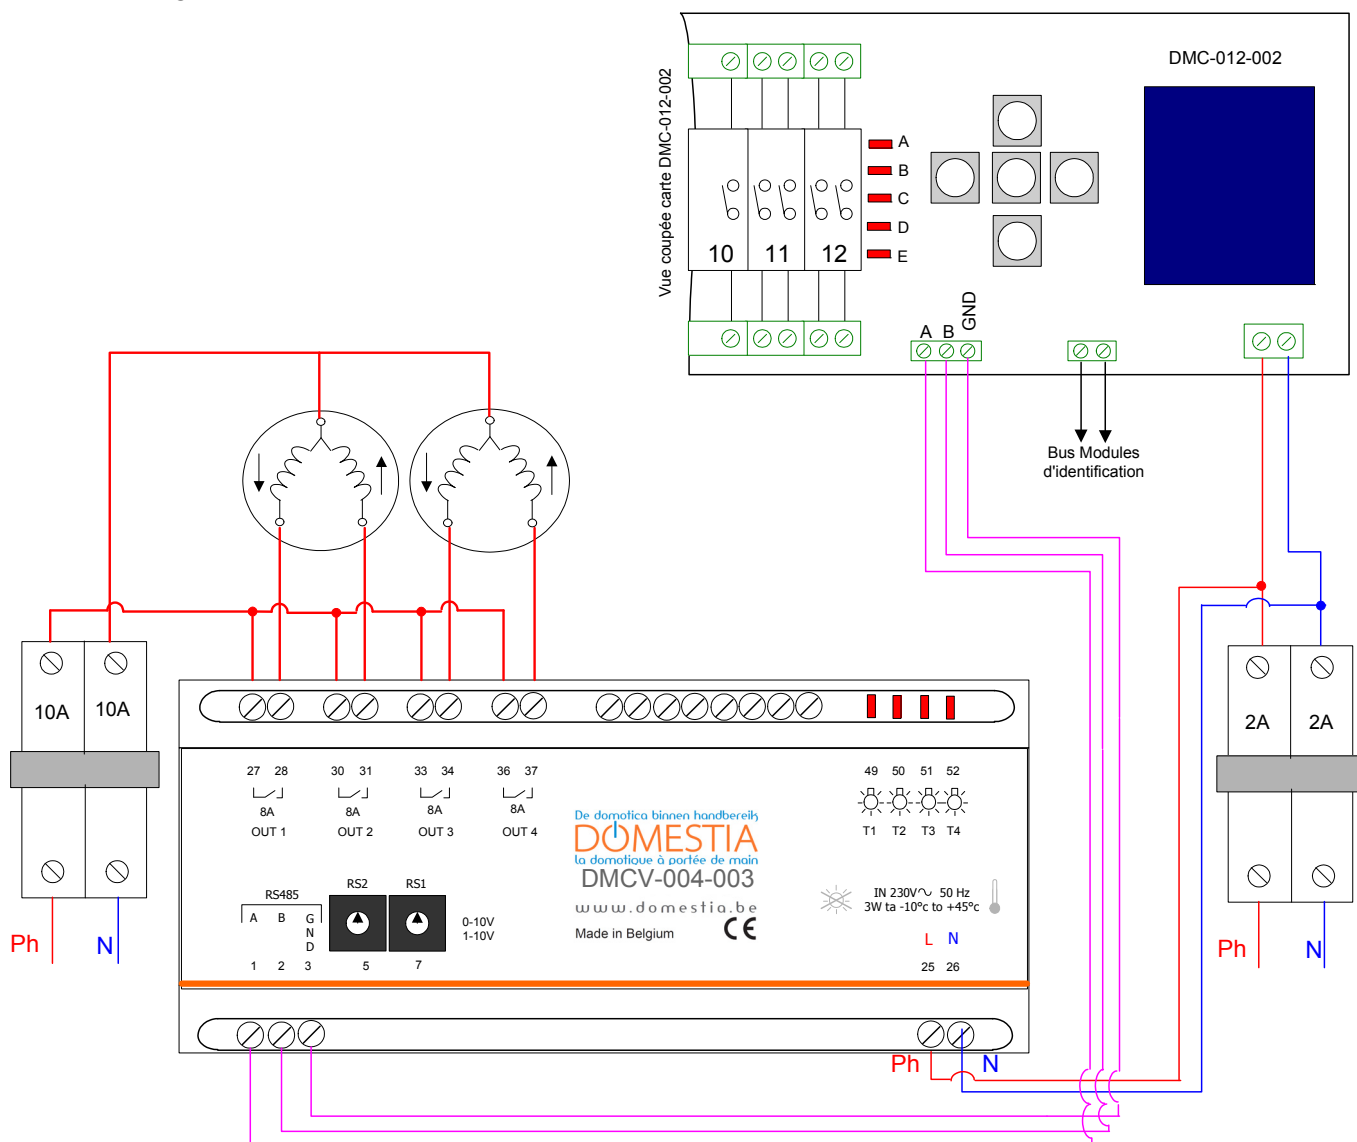 DMC-012-002
Vue coupée carte DMC-012-002
A
B
C
D
E
10 11 12
A B GND
Bus Modules
d'identification
10A 10A
2A 2A
27 28 30 31 33 34 36 37
8A 8A 8A 8A
OUT 1 OUT 2 OUT 3 OUT 4
49 50 51 52
T1 T2 T3 T4
De domotica binnen handbereik
DOMESTIA
la domotique à portée de main
DMCV-004-003
www.domestia.be
Made in Belgium CE
RS485
A B GND
RS2 RS1
0-10V
1-10V
1 2 3 5 7
IN 230V~ 50 Hz
3W ta -10°c to +45°c
L N
25 26
Ph N
Ph N
Ph N